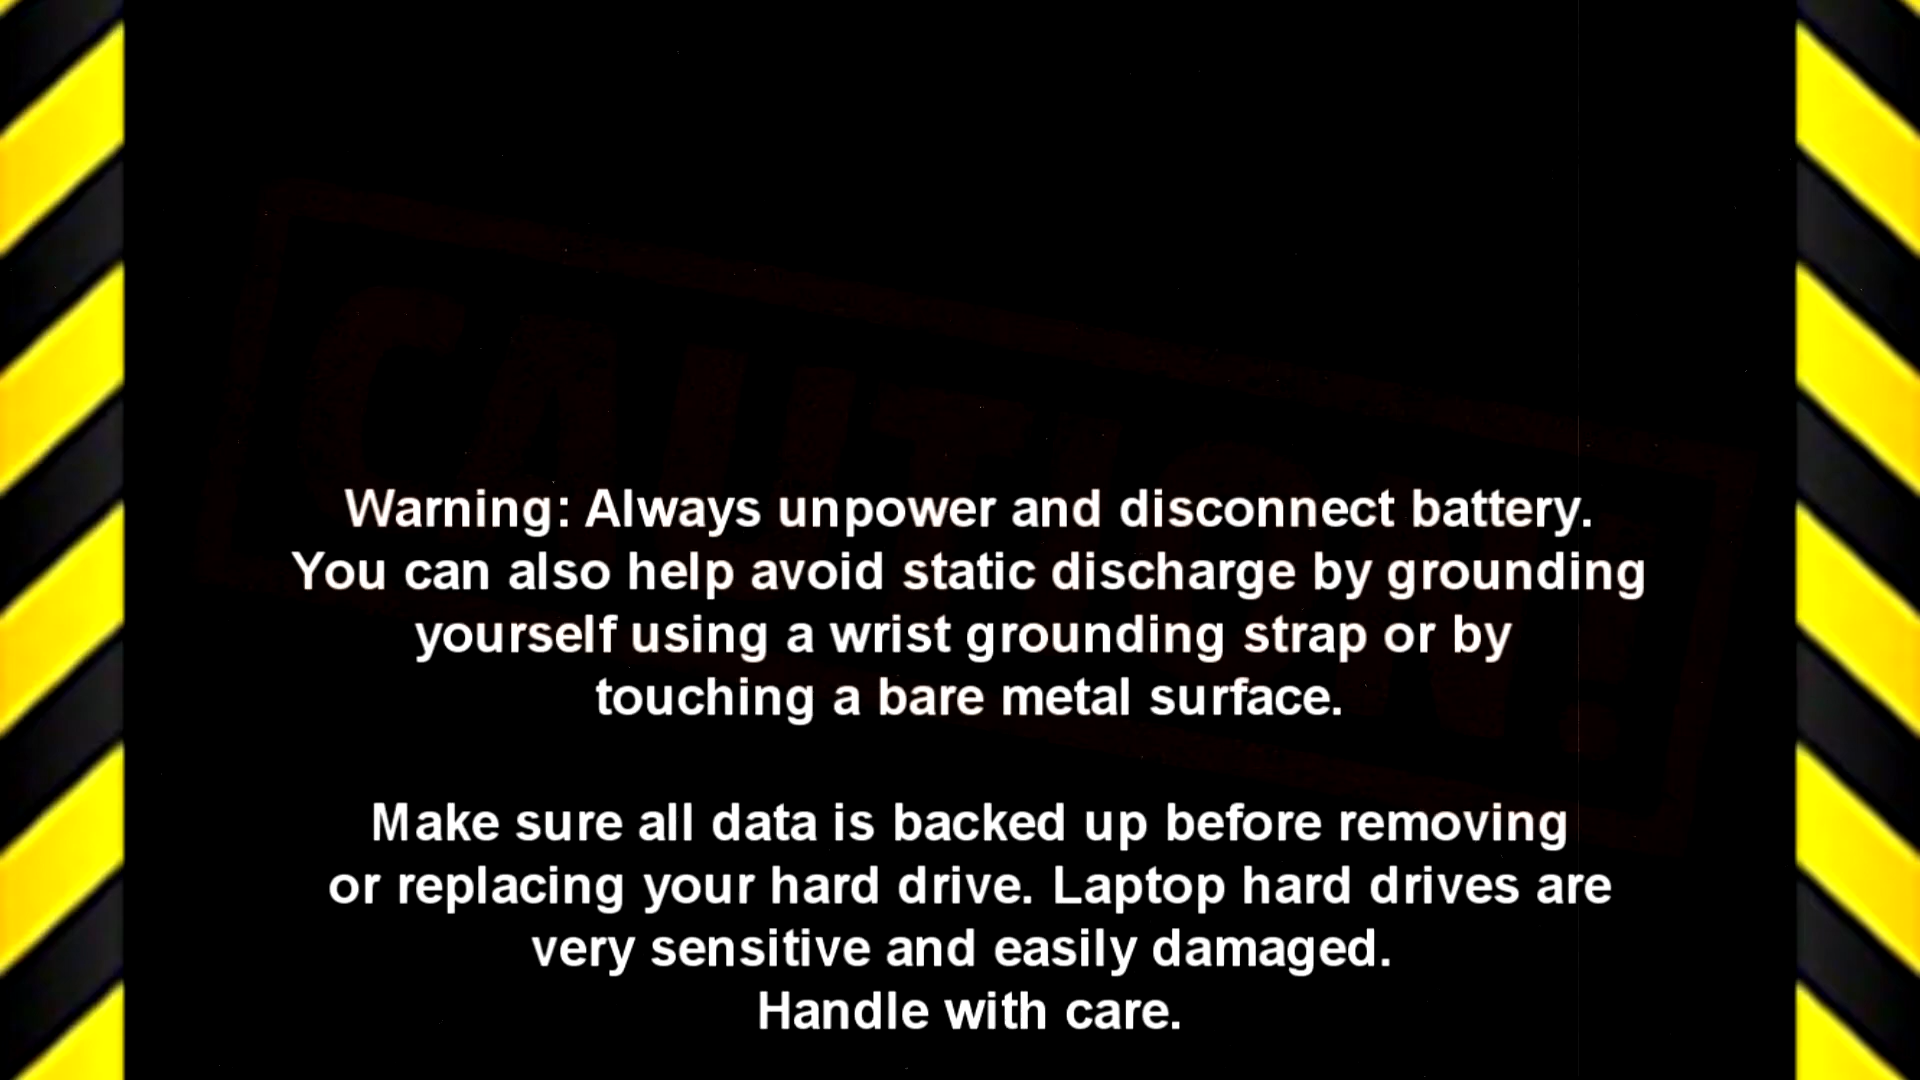 CAUTION!
Warning: Always unpower and disconnect battery.
You can also help avoid static discharge by grounding
yourself using a wrist grounding strap or by
touching a bare metal surface.
Make sure all data is backed up before removing
or replacing your hard drive. Laptop hard drives are
very sensitive and easily damaged.
Handle with care.